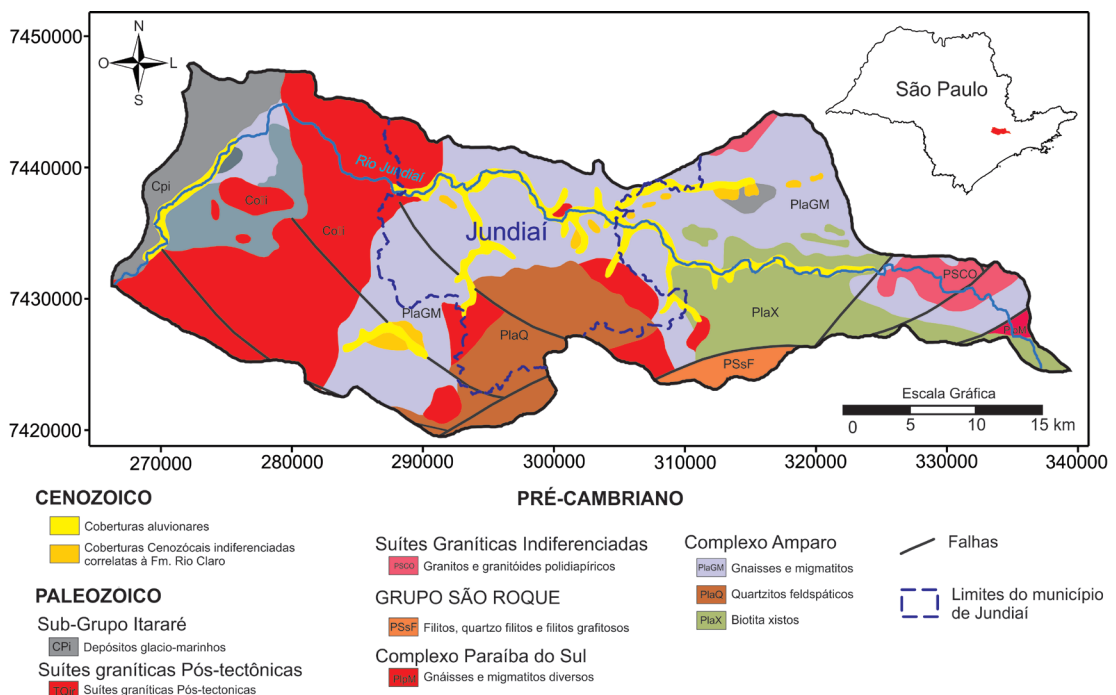 7450000
7440000
7430000
7420000
270000
280000
290000
300000
310000
320000
330000
340000
N
O
L
S
São Paulo
Rio Jundiaí
Jundiaí
Cpi
PlaGM
PlaGM
PlaQ
PlaX
PSsF
PSCO
Escala Gráfica
0
5
10
15 km
CENOZOICO
Coberturas aluvionares
Coberturas Cenozócais indiferenciadas
correlatas à Fm. Rio Claro
PALEOZOICO
Sub-Grupo Itararé
CPi
Depósitos glacio-marinhos
Suítes graníticas Pós-tectônicas
Suítes graníticas Pós-tectonicas
PRÉ-CAMBRIANO
Suítes Graníticas Indiferenciadas
PSCO
Granitos e granitóides polidiapíricos
GRUPO SÃO ROQUE
PSsF
Filitos, quartzo filitos e filitos grafitosos
Complexo Paraíba do Sul
Gnáisses e migmatitos diversos
Complexo Amparo
PlaGM
Gnaisses e migmatitos
PlaQ
Quartzitos feldspáticos
PlaX
Biotita xistos
Falhas
Limites do município
de Jundiaí